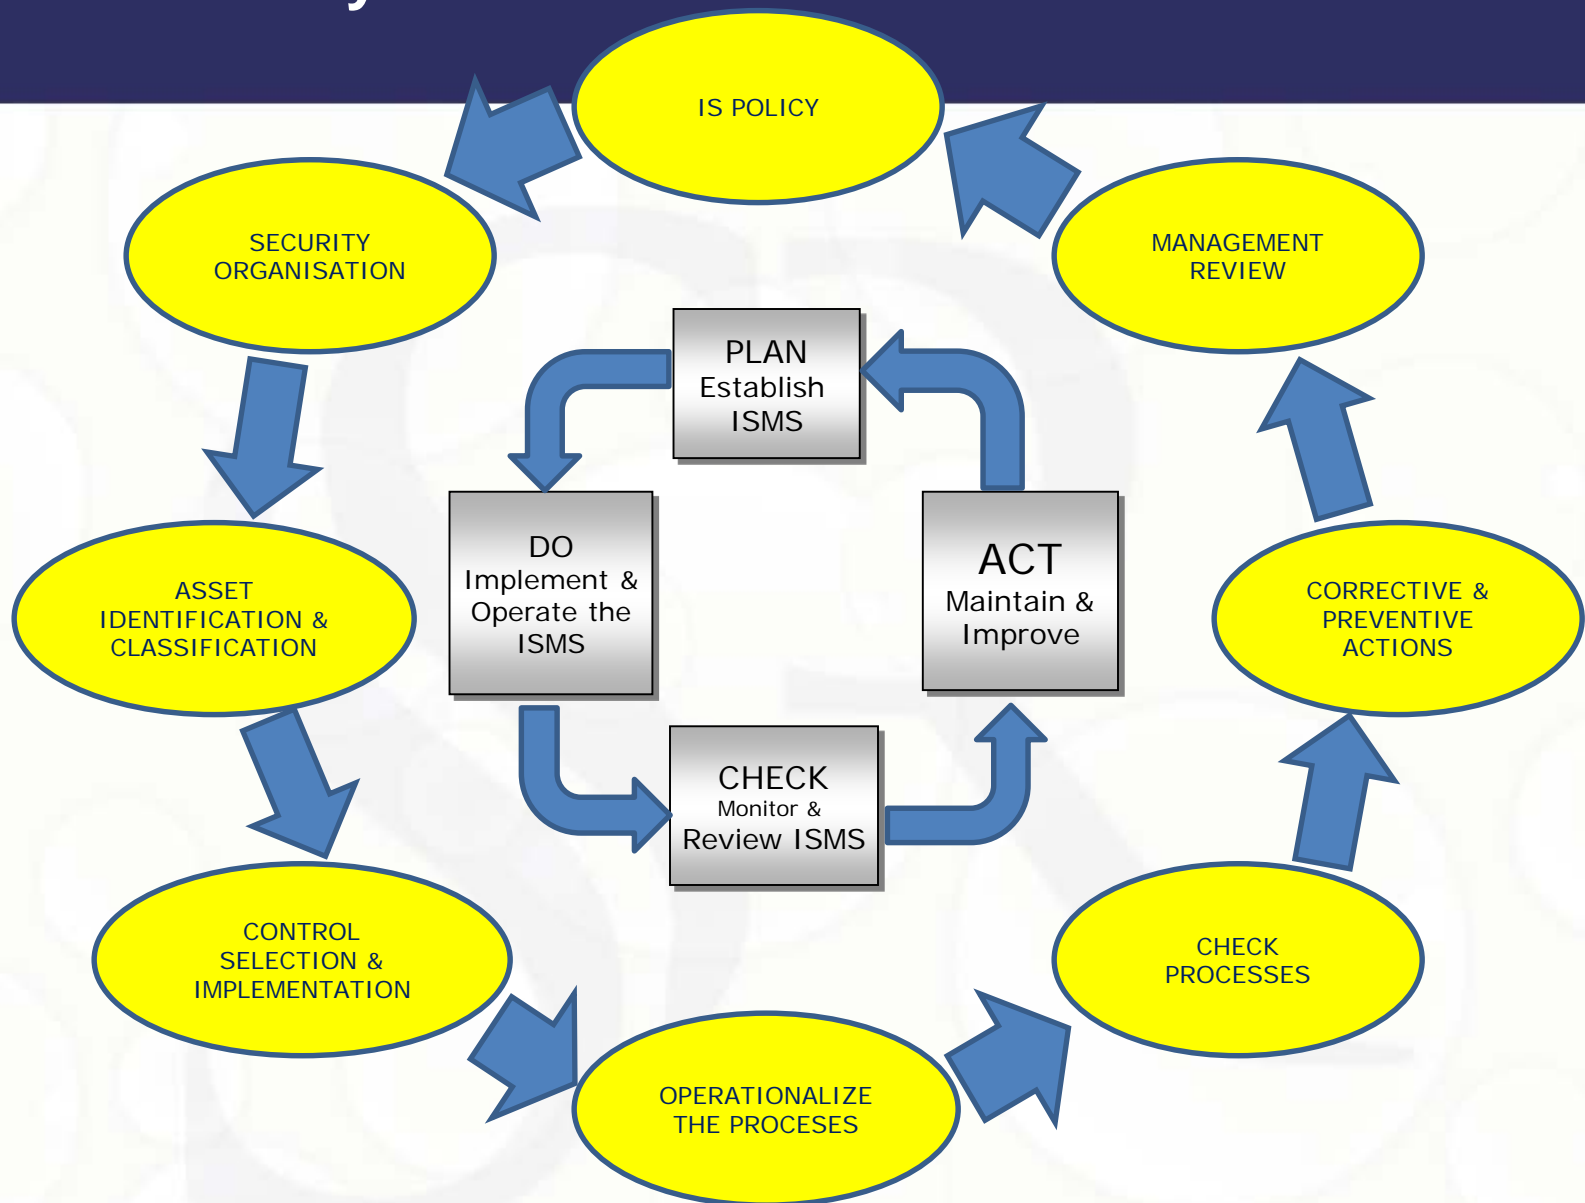 IS POLICY
SECURITY
ORGANISATION
MANAGEMENT
REVIEW
PLAN
Establish
ISMS
DO
Implement &
Operate the
ISMS
ACT
Maintain &
Improve
ASSET
IDENTIFICATION &
CLASSIFICATION
CORRECTIVE &
PREVENTIVE
ACTIONS
CHECK
Monitor &
Review ISMS
CONTROL
SELECTION &
IMPLEMENTATION
CHECK
PROCESSES
OPERATIONALIZE
THE PROCESES